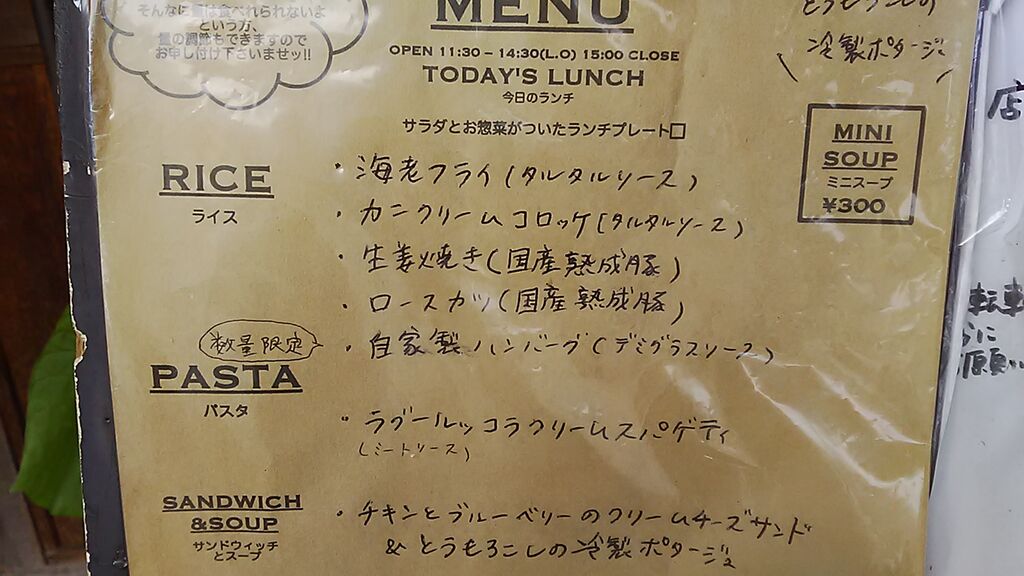 そんなに量は食べれられないよ
という方、
量の調節もできますので
お申し付け下さいませッ!!
MENU
OPEN 11:30 – 14:30(L.O) 15:00 CLOSE
TODAY'S LUNCH
今日のランチ
サラダとお惣菜がついたランチプレート□
とうもろこしの
冷製ポタージュ
MINI
SOUP
ミニスープ
¥300
RICE
ライス
・海老フライ(タルタルソース)
・カニクリームコロッケ(タルタルソース)
・生姜焼き(国産熟成豚)
・ロースカツ(国産熟成豚)
数量限定
・自家製ハンバーグ(デミグラスソース)
PASTA
パスタ
・ラグールッコラクリームスパゲティ
(ミートソース)
SANDWICH
&SOUP
サンドウィッチ
とスープ
・チキンとブルーベリーのクリームチーズサンド
& とうもろこしの冷製ポタージュ
店
転車